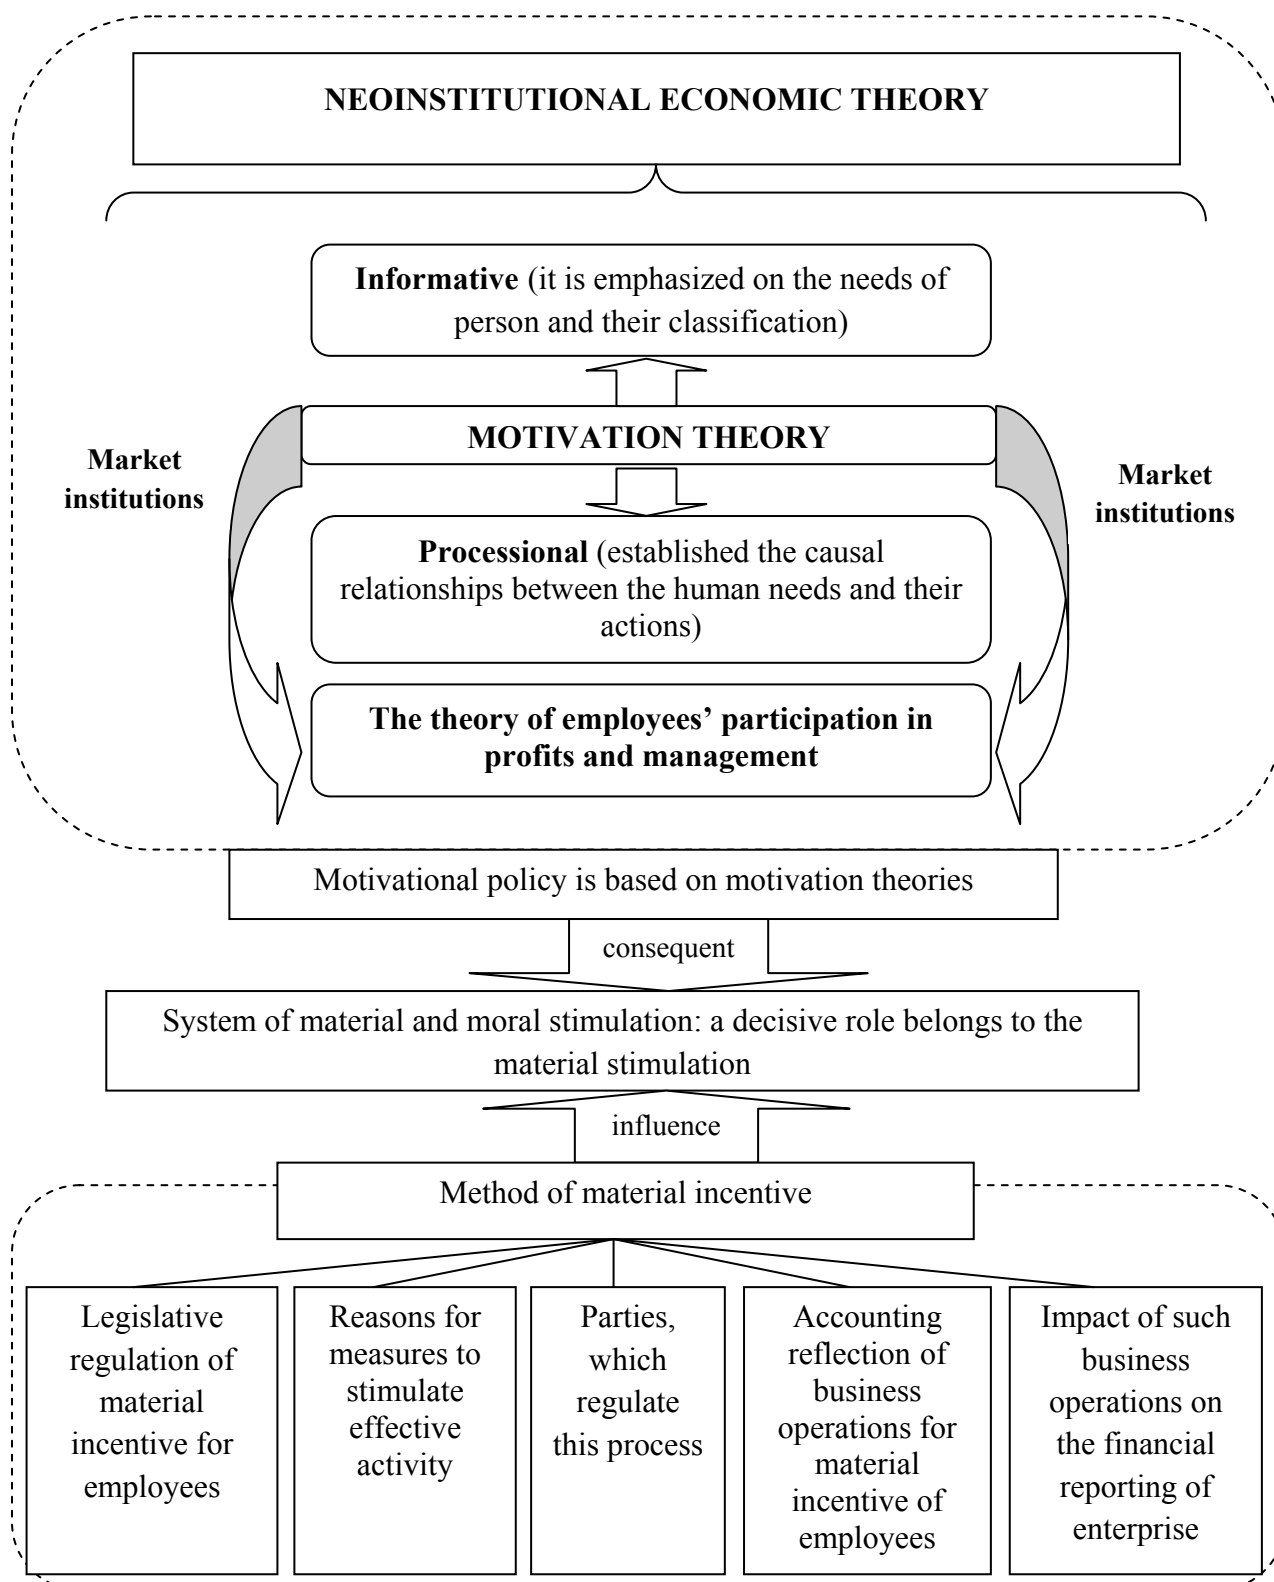 NEOINSTITUTIONAL ECONOMIC THEORY
Informative (it is emphasized on the needs of
person and their classification)
MOTIVATION THEORY
Market
institutions
Market
institutions
Processional (established the causal
relationships between the human needs and their
actions)
The theory of employees’ participation in
profits and management
Motivational policy is based on motivation theories
consequent
System of material and moral stimulation: a decisive role belongs to the
material stimulation
influence
Method of material incentive
Legislative
regulation of
material
incentive for
employees
Reasons for
measures to
stimulate
effective
activity
Parties,
which
regulate
this process
Accounting
reflection of
business
operations for
material
incentive of
employees
Impact of such
business
operations on
the financial
reporting of
enterprise